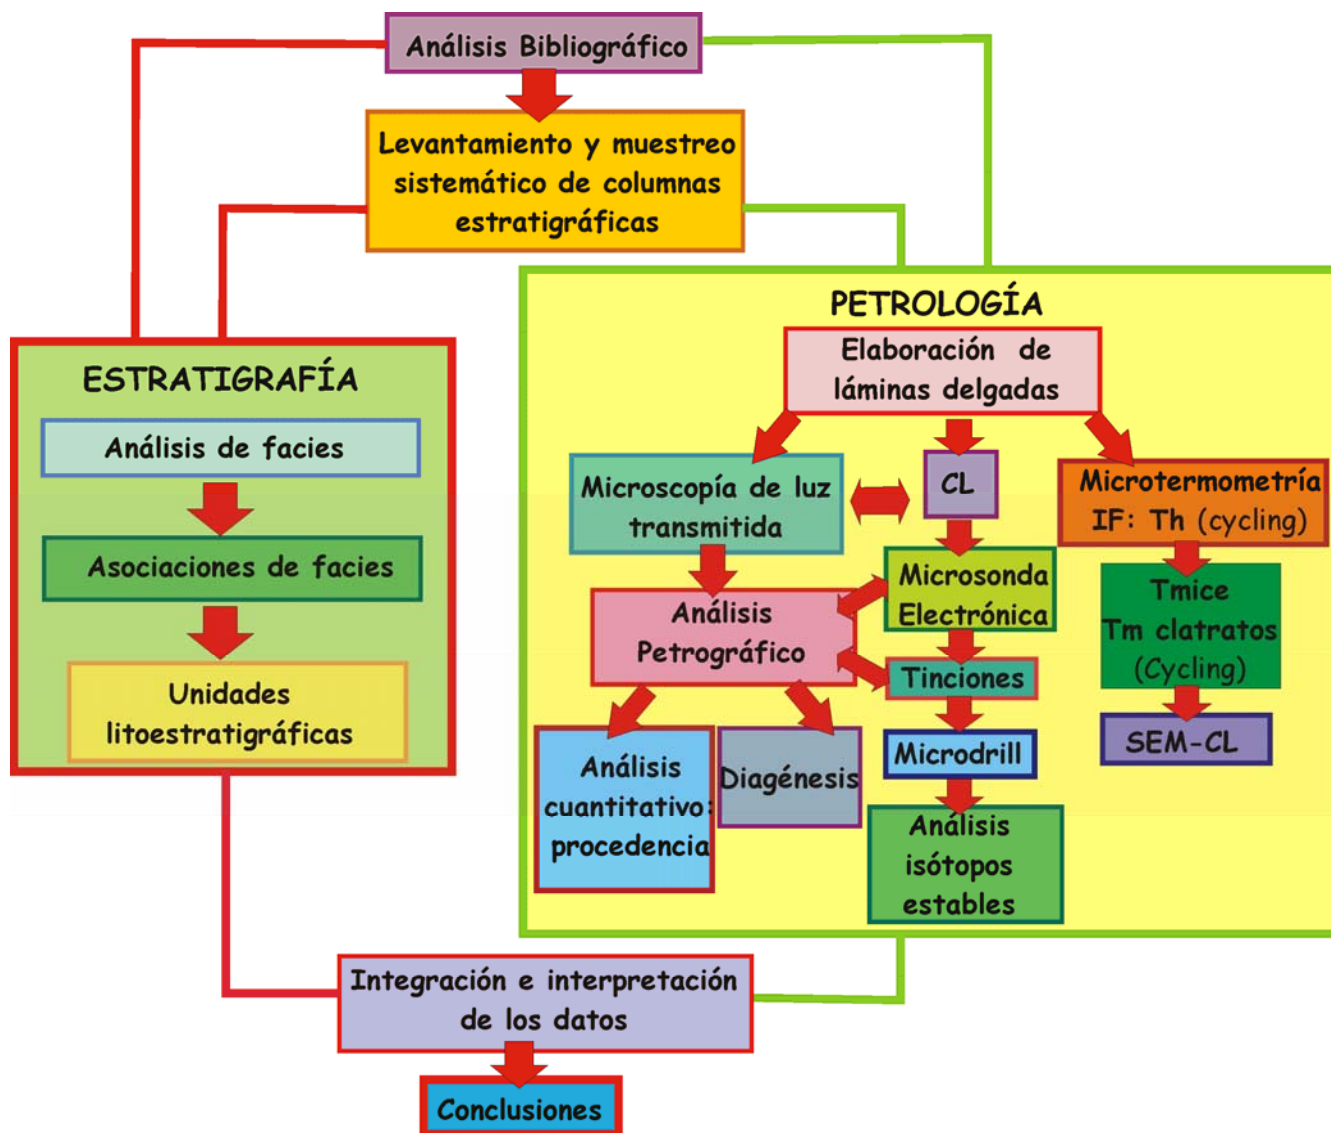 Análisis Bibliográfico
Levantamiento y muestreo
sistemático de columnas
estratigráficas
ESTRATIGRAFÍA
Análisis de facies
Asociaciones de facies
Unidades
litoestratigráficas
PETROLOGÍA
Elaboración de
láminas delgadas
Microscopía de luz
transmitida
CL
Microtermometría
IF: Th (cycling)
Análisis
Petrográfico
Microsonda
Electrónica
Tmice
Tm clatratos
(Cycling)
Tinciones
Análisis
cuantitativo:
procedencia
Diagénesis
Microdrill
SEM-CL
Análisis
isótopos
estables
Integración e interpretación
de los datos
Conclusiones